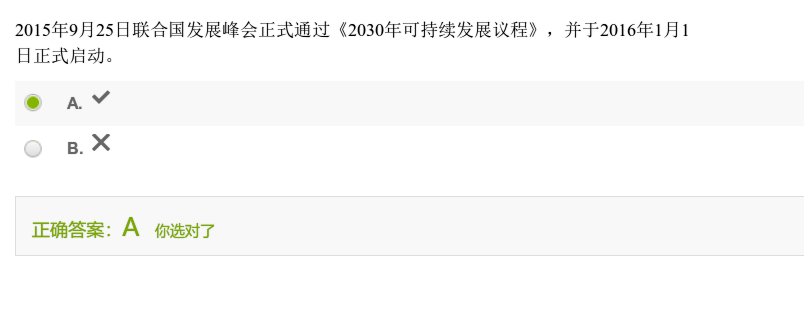 2015年9月25日联合国发展峰会正式通过《2030年可持续发展议程》，并于2016年1月1
日正式启动。
A.
B.
正确答案：A 你选对了